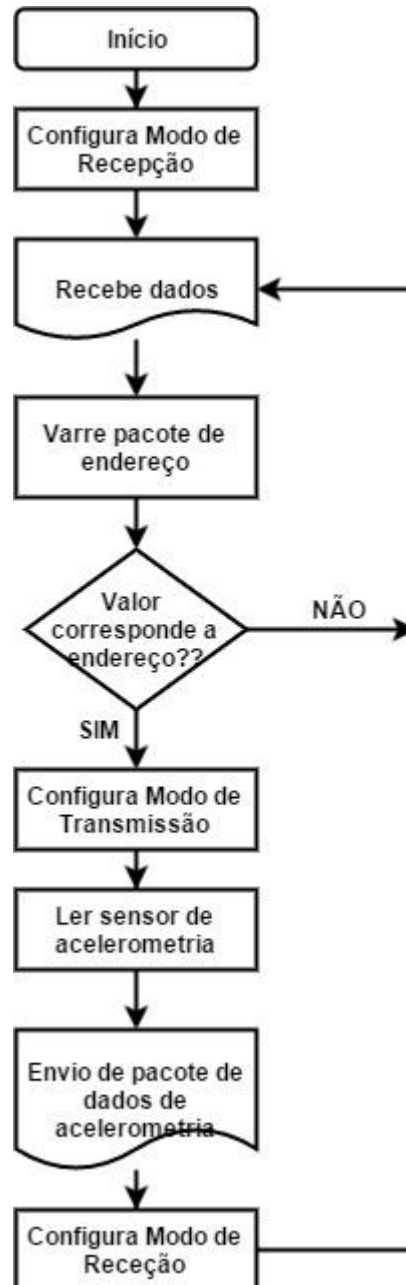 Início
Configura Modo de
Recepção
Recebe dados
Varre pacote de
endereço
Valor
corresponde a
endereço??
NÃO
SIM
Configura Modo de
Transmissão
Ler sensor de
acelerometria
Envio de pacote de
dados de
acelerometria
Configura Modo de
Receção